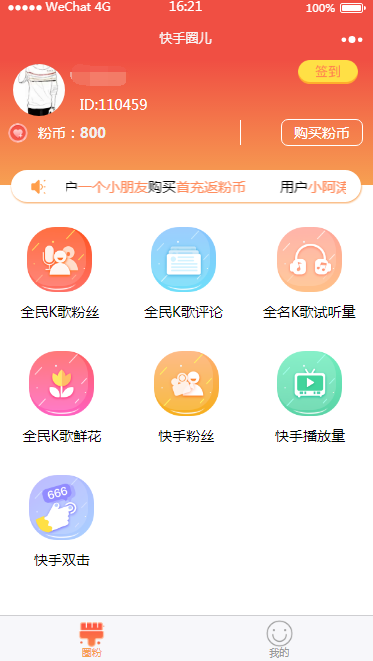 WeChat 4G 16:21 100%
快手圈儿
签到
ID:110459
粉币：800 购买粉币
户一个小朋友购买首充返粉币 用户小阿满
全民K歌粉丝 全民K歌评论 全名K歌试听量
全民K歌鲜花 快手粉丝 快手播放量
666
快手双击
圈粉 我的